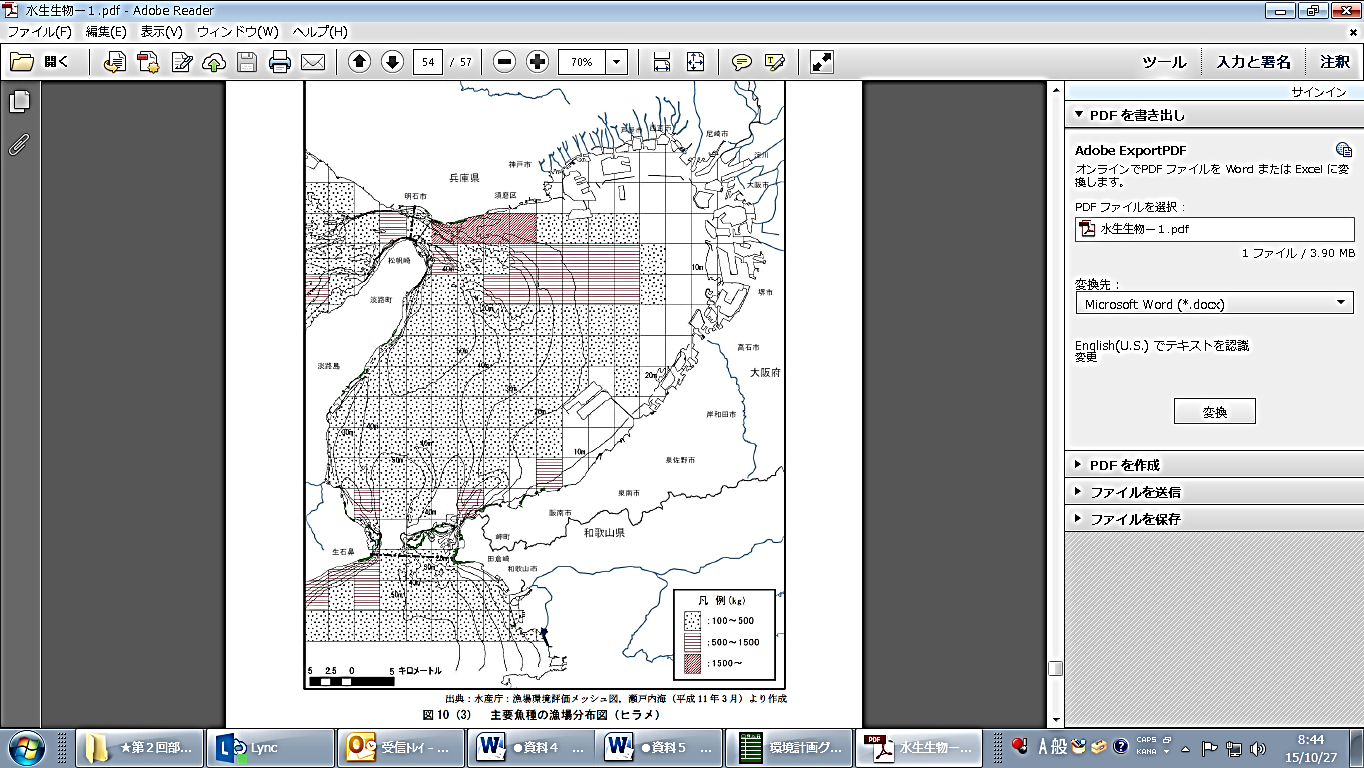 水生生物－1.pdf - Adobe Reader
ファイル(F) 編集(E) 表示(V) ウィンドウ(W) ヘルプ(H)
開く 54 / 57 70% ツール 入力と署名 注釈
サインイン
PDF を書き出し
Adobe ExportPDF
オンラインでPDF ファイルを Word または Excel に変
換します。
PDF ファイルを選択：
水生生物－1.pdf
1 ファイル / 3.90 MB
変換先：
Microsoft Word (*.docx)
English(U.S.) でテキストを認識
変更
変換
PDF を作成
ファイルを送信
ファイルを保存
尼崎市
神戸市
淀川
兵庫県
大阪市
明石市
須磨区
松帆崎
40m
10m
淡路町
堺市
高石市
淡路島
大阪府
20m
岸和田市
10m
泉佐野市
泉南市
阪南市
和歌山県
岬町
生石鼻
田倉崎
和歌山市
凡 例(kg)
:100～500
:500～1500
:1500～
5 2.5 0 5 キロメートル
出典：水産庁：漁場環境評価メッシュ図，瀬戸内海（平成11年3月）より作成
図10（3） 主要魚種の漁場分布図（ヒラメ）
★第２回部...
Lync
受信トレイ - ...
●資料４ ...
●資料５ ...
環境計画グ...
水生生物－...
A 般
CAPS
KANA
8:44
15/10/27